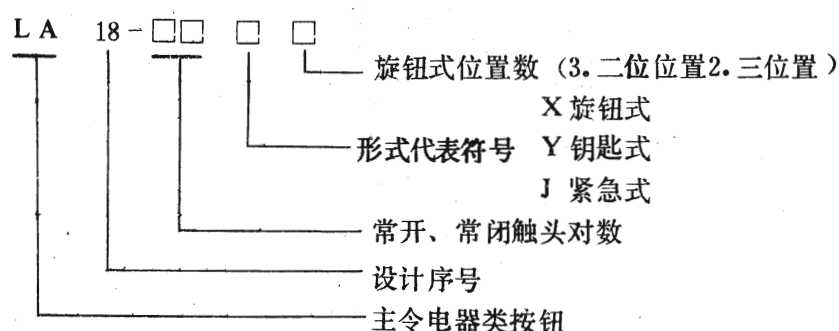 LA 18-□□ □ □
旋钮式位置数（3.二位位置2.三位置）
X 旋钮式
形式代表符号 Y 钥匙式
J 紧急式
常开、常闭触头对数
设计序号
主令电器类按钮